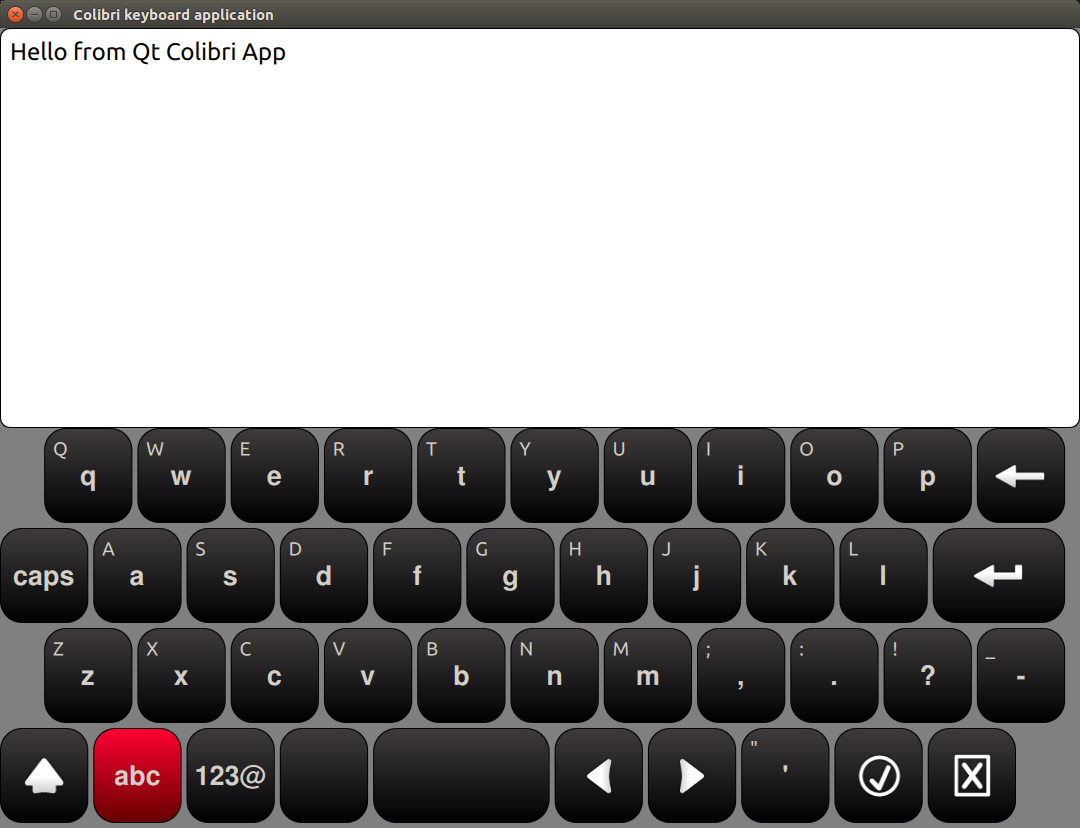 Colibri keyboard application
Hello from Qt Colibri App
Q W E R T Y U I O P
q w e r t y u i o p
A S D F G H J K L
caps a s d f g h j k l
Z X C V B N M ; : ! _
z x c v b n m , . ? -
"
abc 123@ '